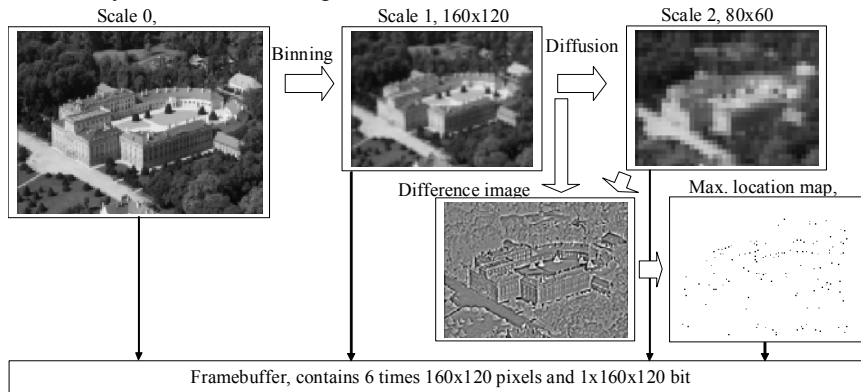 Scale 0,
Scale 1, 160x120
Scale 2, 80x60
Binning
Diffusion
Difference image
Max. location map,
Framebuffer, contains 6 times 160x120 pixels and 1x160x120 bit